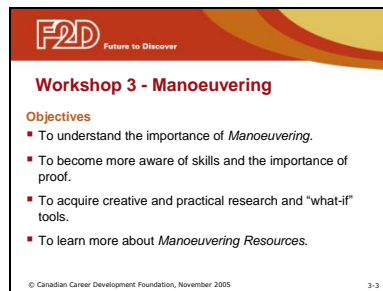 F2D Future to Discover
Workshop 3 - Manoeuvering
Objectives
▪ To understand the importance of Manoeuvering.
▪ To become more aware of skills and the importance of
proof.
▪ To acquire creative and practical research and “what-if”
tools.
▪ To learn more about Manoeuvering Resources.
© Canadian Career Development Foundation, November 2005 3-3